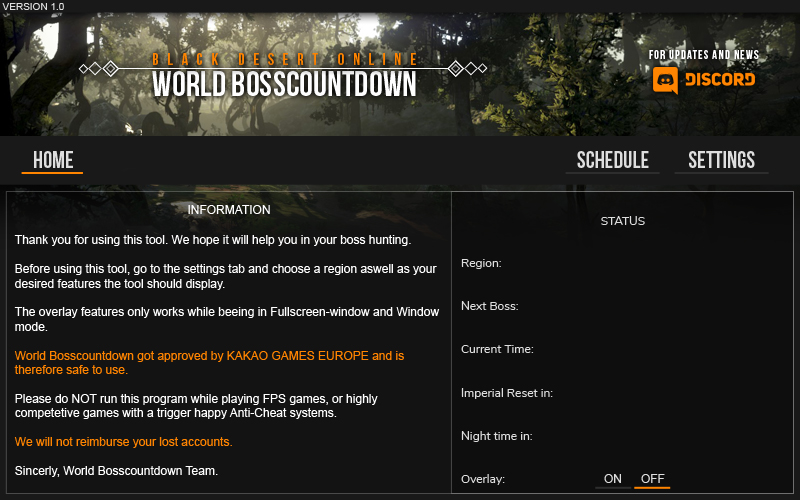 VERSION 1.0
BLACK DESERT ONLINE
WORLD BOSSCOUNTDOWN
FOR UPDATES AND NEWS
DISCORD
HOME
SCHEDULE
SETTINGS
INFORMATION
Thank you for using this tool. We hope it will help you in your boss hunting.
Before using this tool, go to the settings tab and choose a region aswell as your
desired features the tool should display.
The overlay features only works while beeing in Fullscreen-window and Window
mode.
World Bosscountdown got approved by KAKAO GAMES EUROPE and is
therefore safe to use.
Please do NOT run this program while playing FPS games, or highly
competetive games with a trigger happy Anti-Cheat systems.
We will not reimburse your lost accounts.
Sincerly, World Bosscountdown Team.
STATUS
Region:
Next Boss:
Current Time:
Imperial Reset in:
Night time in:
Overlay: ON OFF